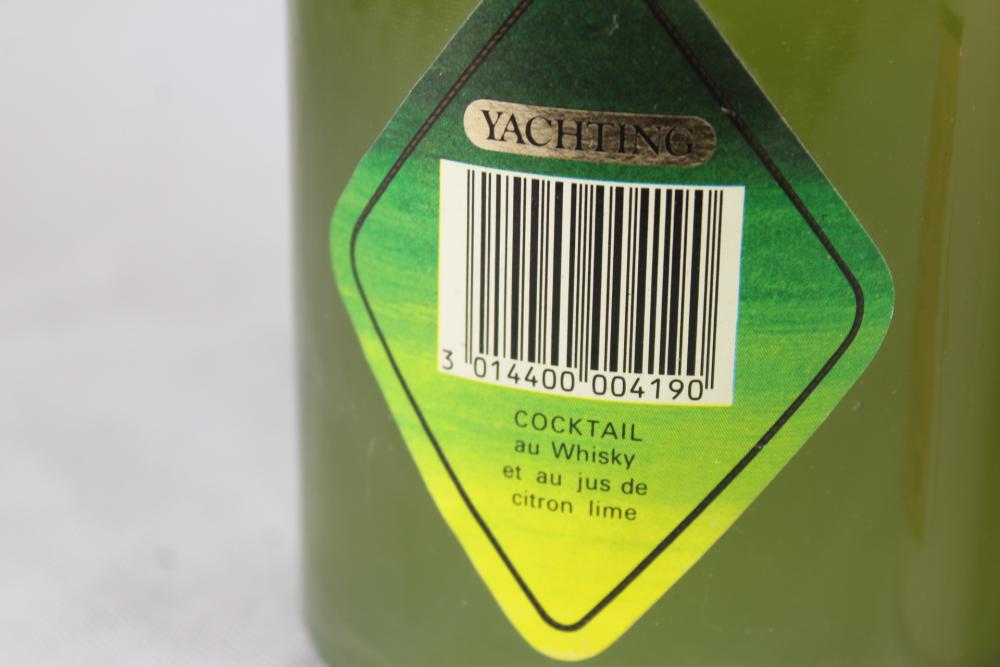 YACHTING
3 014400 004190
COCKTAIL
au Whisky
et au jus de
citron lime